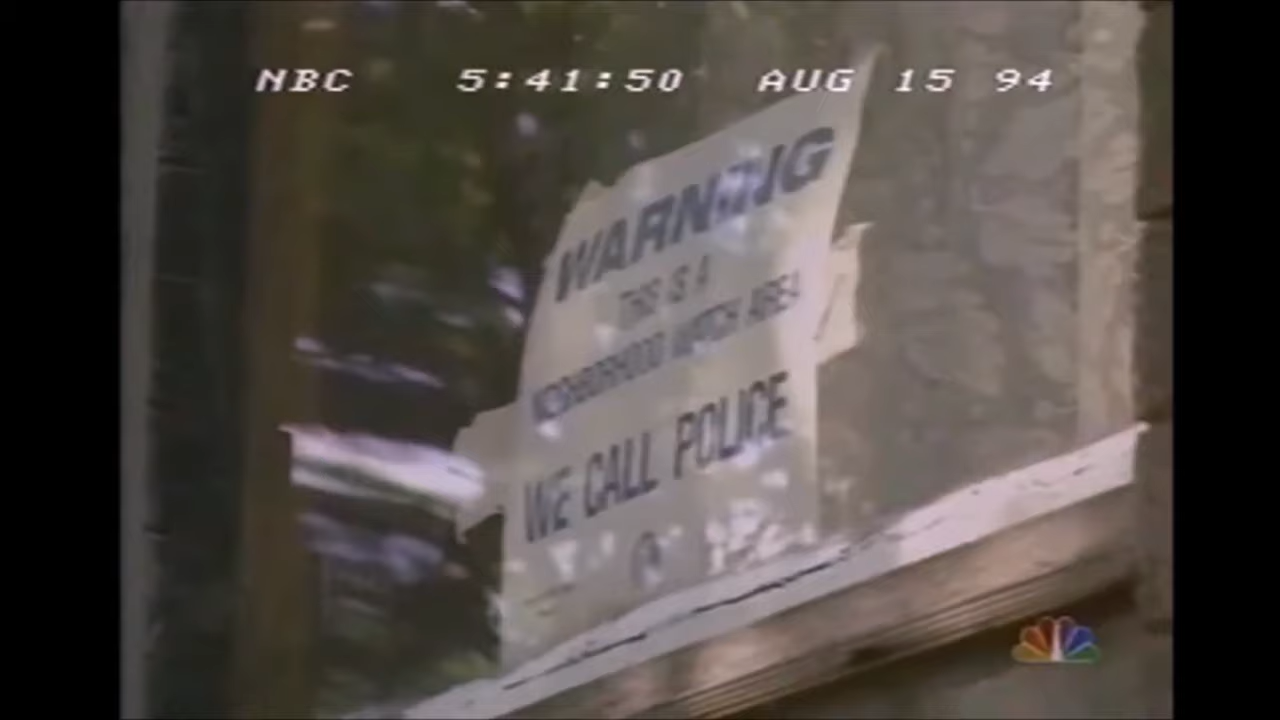 NBC 5:41:50 AUG 15 94
WARNING
THIS IS A
NEIGHBORHOOD WATCH AREA
WE CALL POLICE